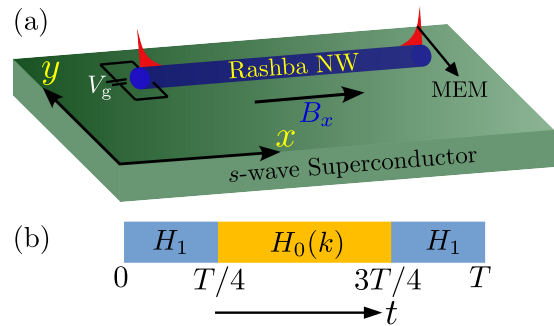 (a)
y
V_g
Rashba NW
MEM
B_x
x
s-wave Superconductor
(b)
H_1 H_0(k) H_1
0 T/4 3T/4 T
t